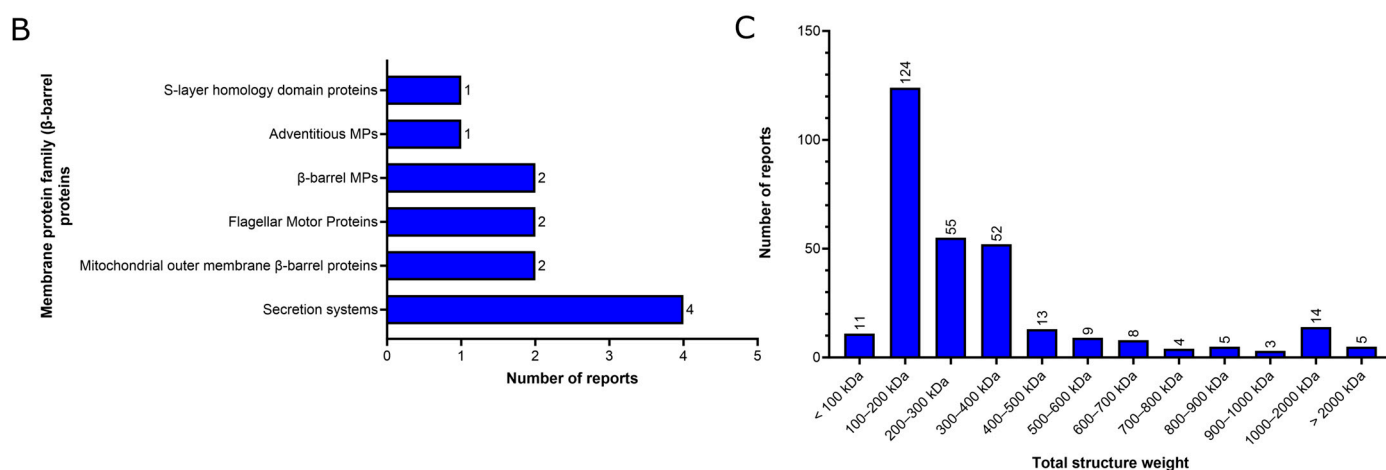 B
Membrane protein family (β-barrel
proteins
S-layer homology domain proteins
1
Adventitious MPs
1
β-barrel MPs
2
Flagellar Motor Proteins
2
Mitochondrial outer membrane β-barrel proteins
2
Secretion systems
4
0 1 2 3 4 5
Number of reports
C
Number of reports
150
100
50
0
11
124
55
52
13
9
8
4
5
3
14
5
< 100 kDa
100–200 kDa
200–300 kDa
300–400 kDa
400–500 kDa
500–600 kDa
600–700 kDa
700–800 kDa
800–900 kDa
900–1000 kDa
1000–2000 kDa
> 2000 kDa
Total structure weight